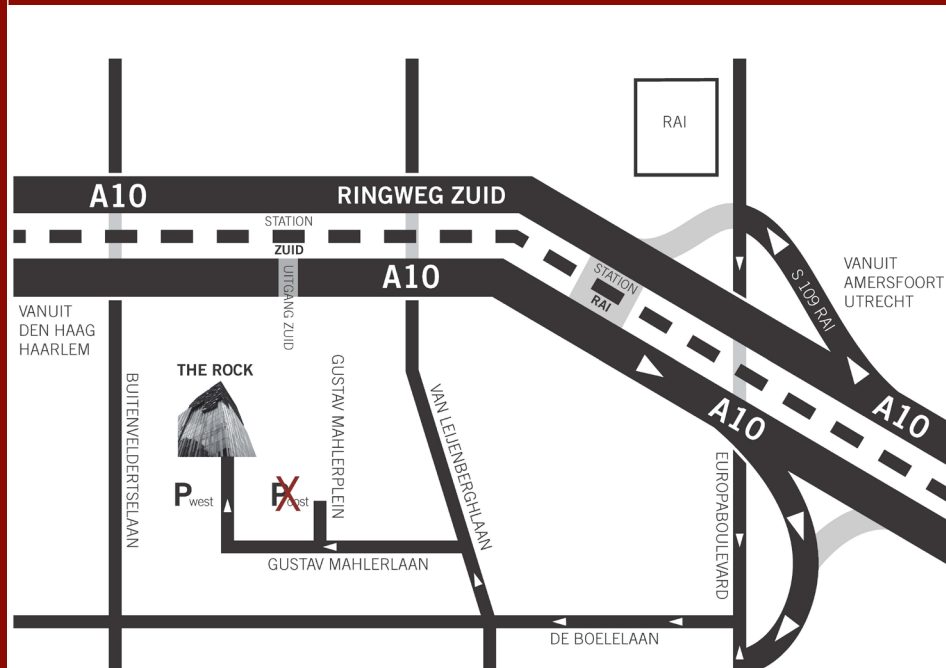 RAI
A10
RINGWEG ZUID
STATION
ZUID
UITGANG ZUID
A10
STATION
RAI
S 109 RAI
VANUIT
AMERSFOORT
UTRECHT
VANUIT
DEN HAAG
HAARLEM
THE ROCK
BUITENVELDERTSELAAN
GUSTAV MAHLERPLEIN
VAN LEIJENBERGHLAAN
A10
A10
EUROPABOULEVARD
P west
P oost
GUSTAV MAHLERLAAN
DE BOELELAAN